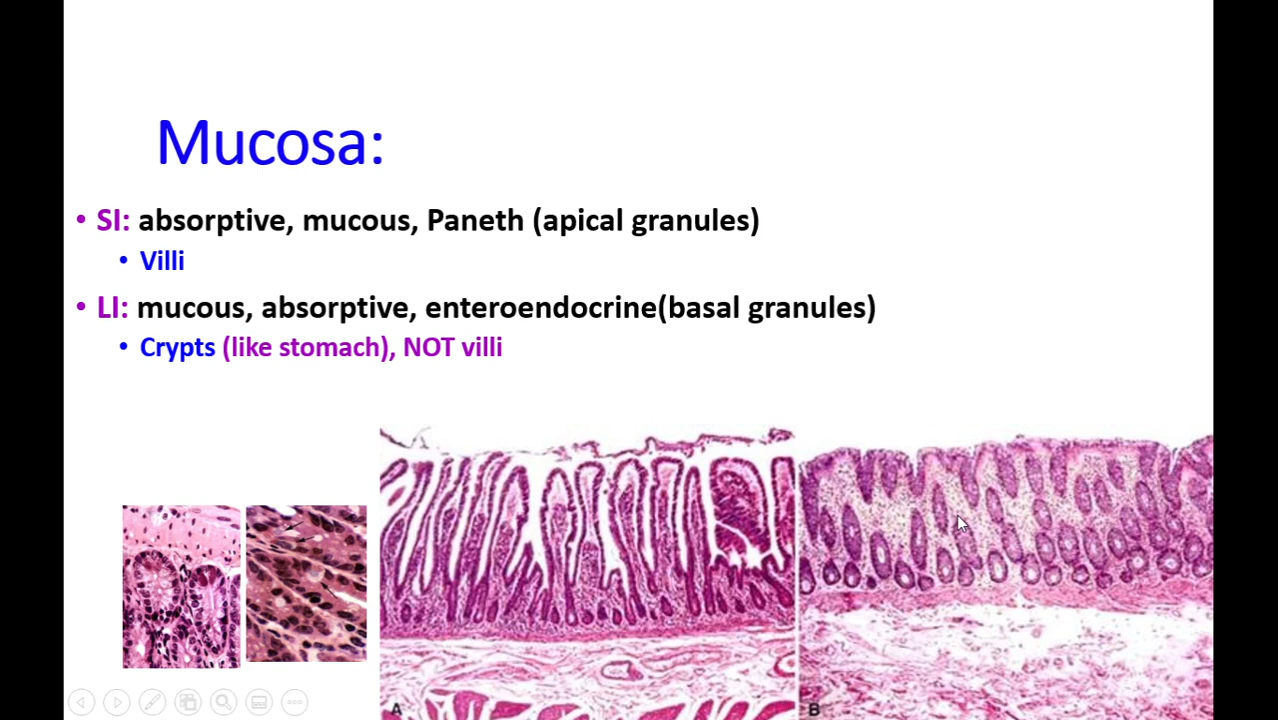 Mucosa:
• SI: absorptive, mucous, Paneth (apical granules)
• Villi
• LI: mucous, absorptive, enteroendocrine(basal granules)
• Crypts (like stomach), NOT villi
A
B